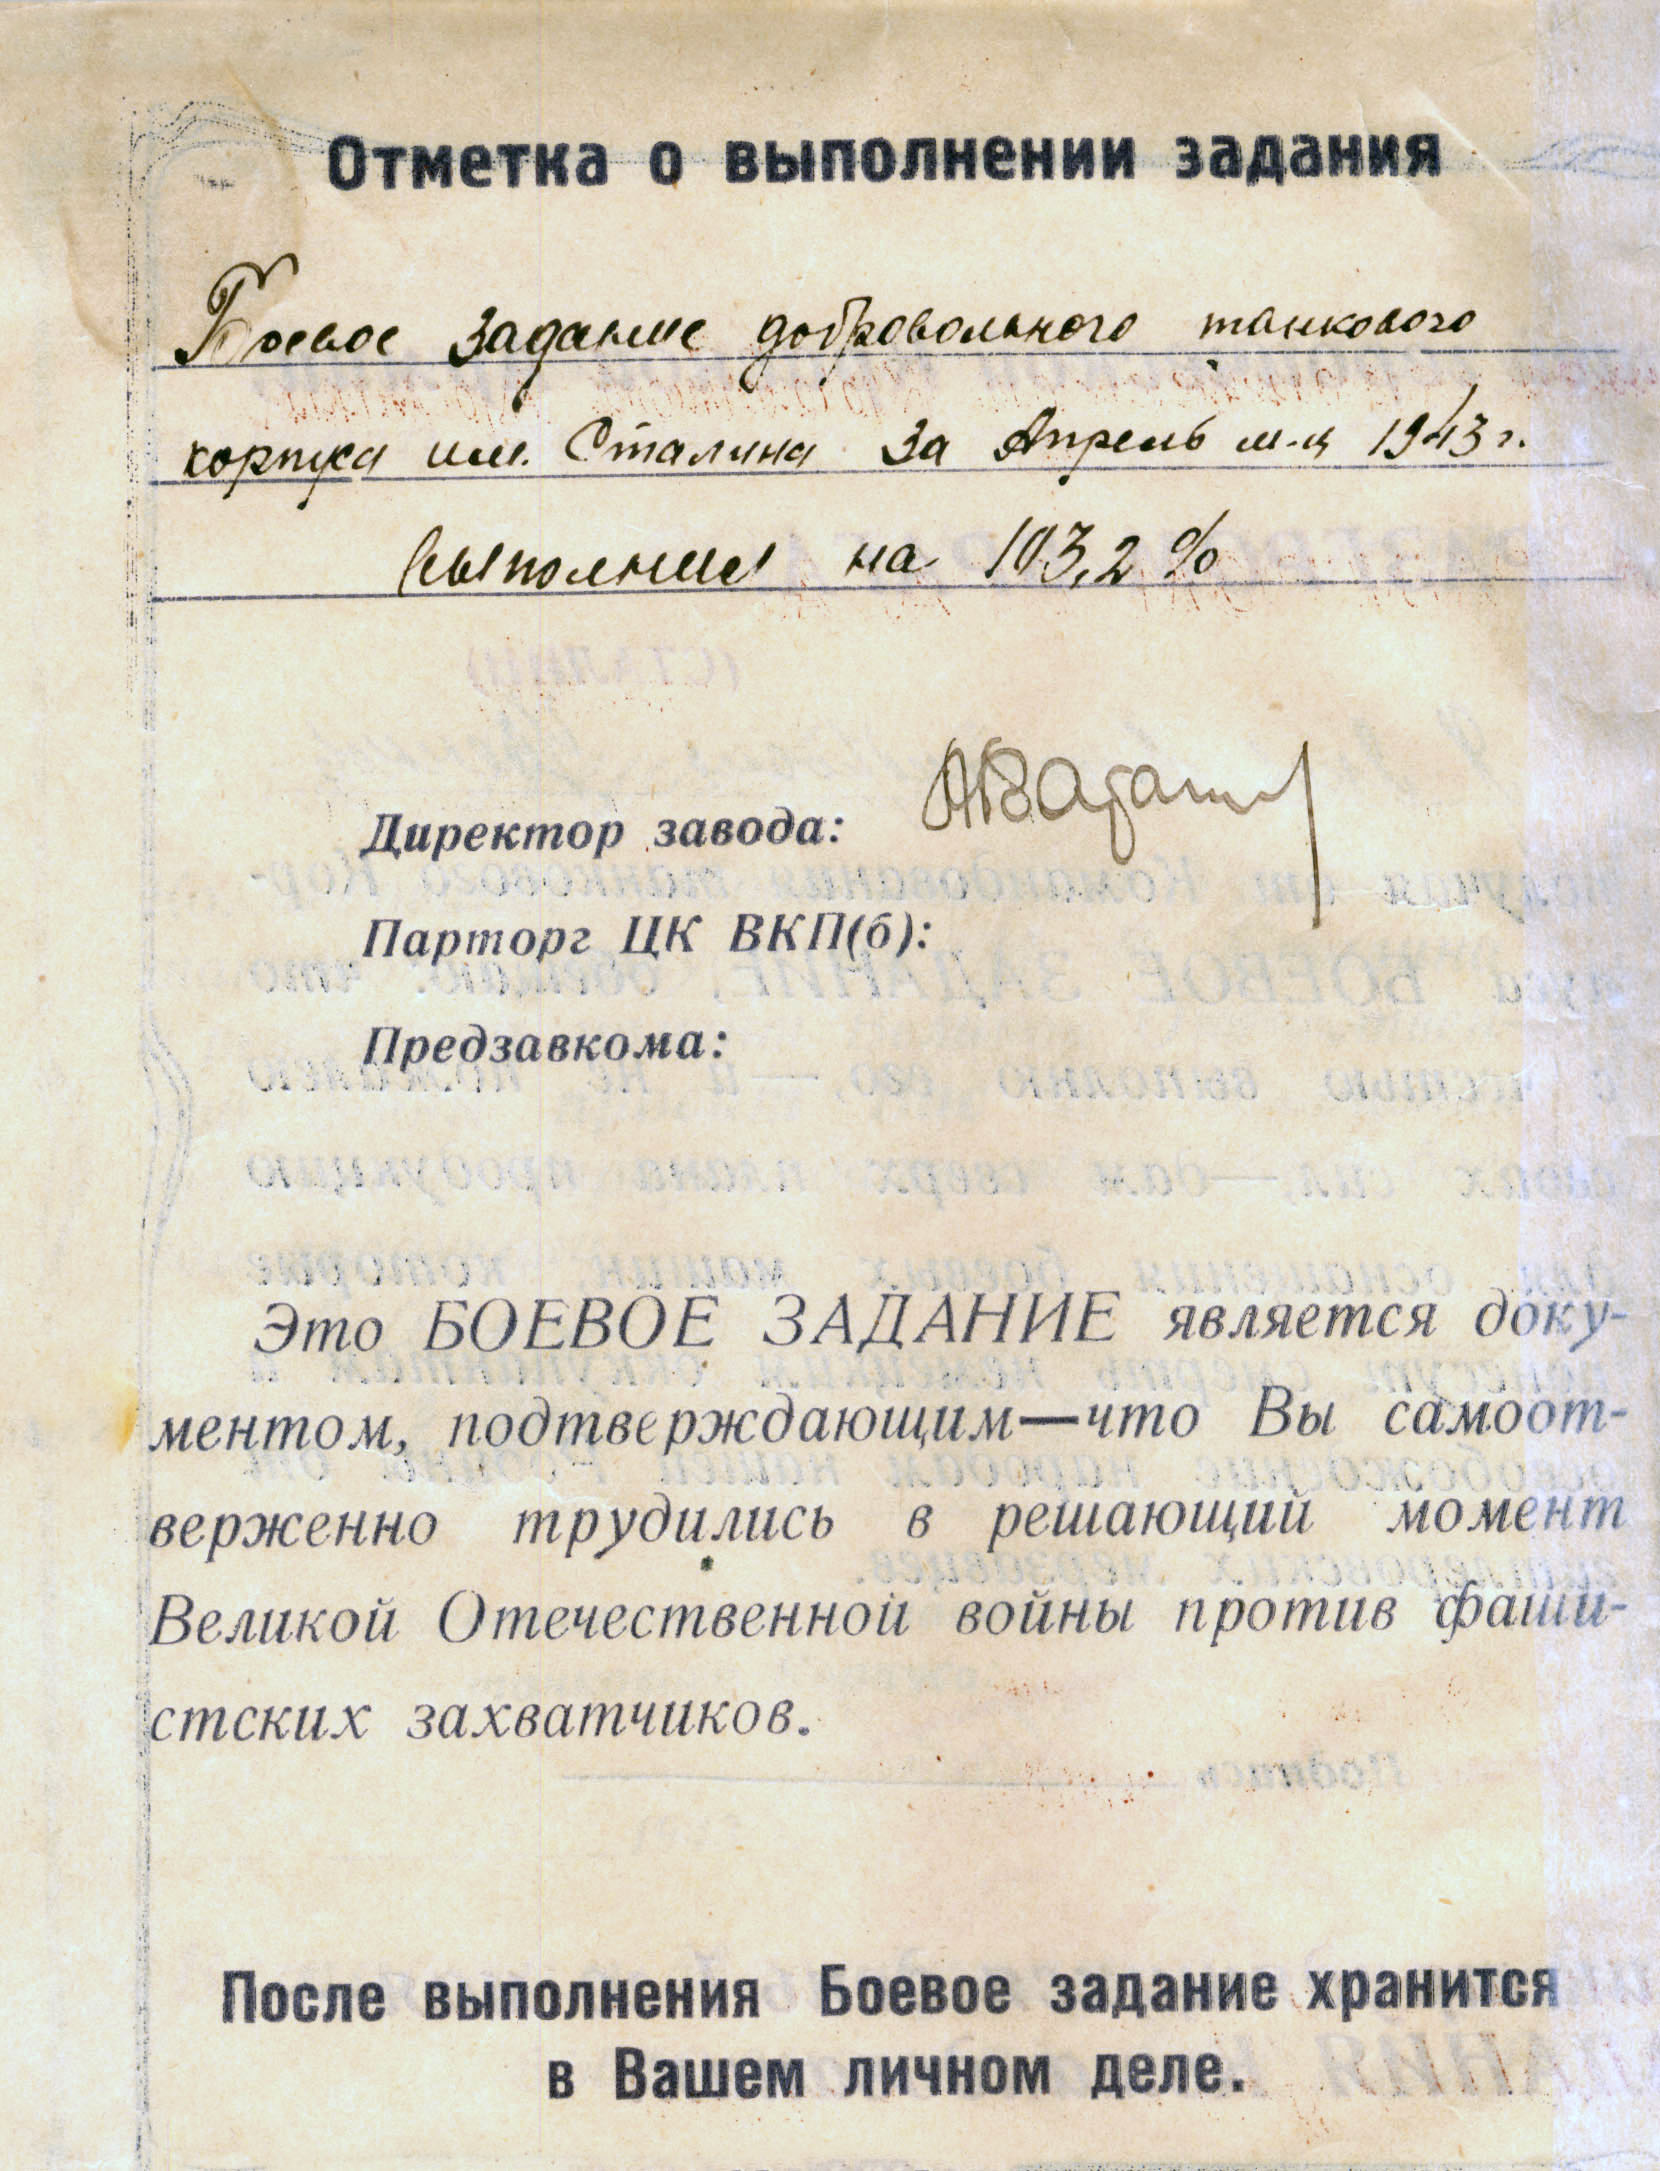 Отметка о выполнении задания
Боевое задание добровольного танкового
корпуса им. Сталина за Апрель м-ц 1943 г.
выполнил на 103,2 %
Директор завода:
Парторг ЦК ВКП(б):
Предзавкома:
Это БОЕВОЕ ЗАДАНИЕ является доку-
ментом, подтверждающим—что Вы самоот-
верженно трудились в решающий момент
Великой Отечественной войны против фаши-
стских захватчиков.
После выполнения Боевое задание хранится
в Вашем личном деле.